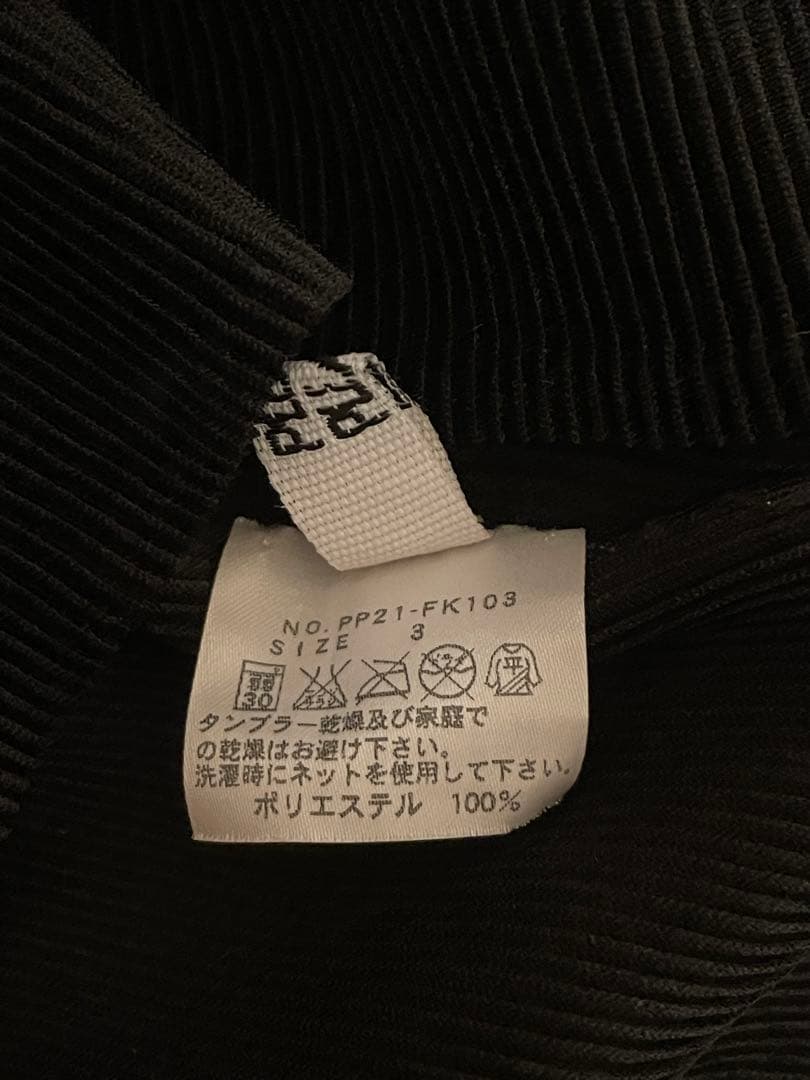 NO. PP21-FK103
SIZE 3
30
平
タンブラー乾燥及び家庭で
の乾燥はお避け下さい。
洗濯時にネットを使用して下さい。
ポリエステル 100%